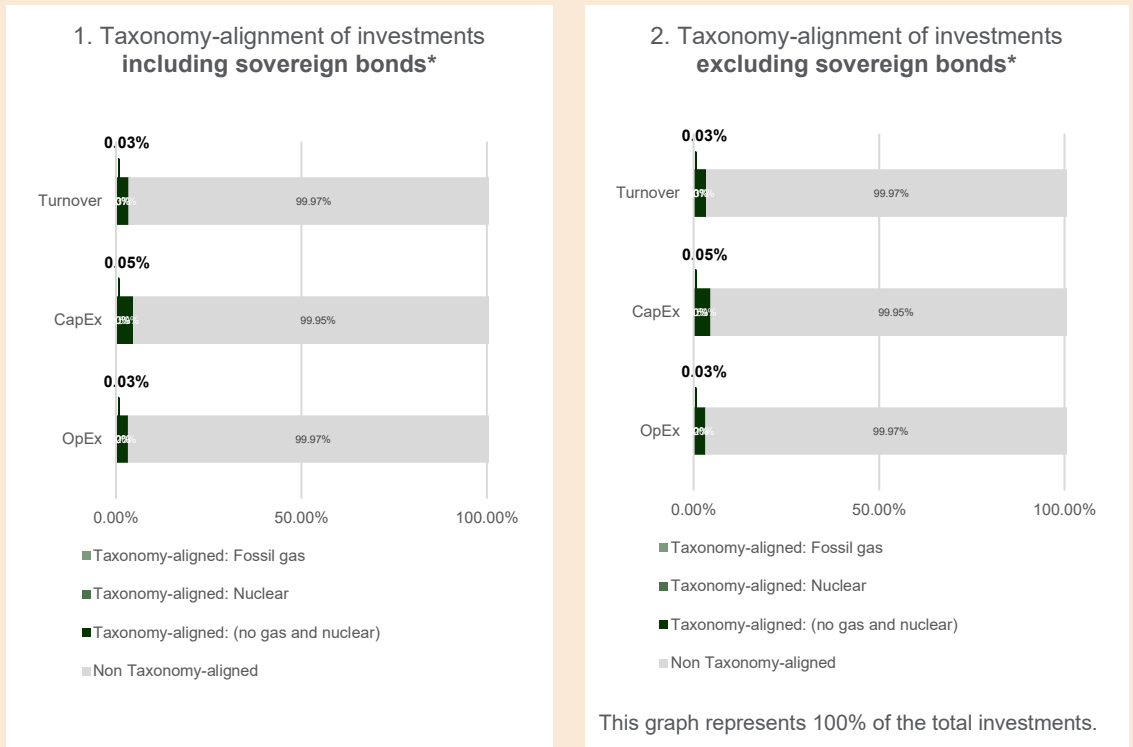 1. Taxonomy-alignment of investments
including sovereign bonds*
0.03%
Turnover
99.97%
0.05%
CapEx
99.95%
0.03%
OpEx
99.97%
0.00%
50.00%
100.00%
Taxonomy-aligned: Fossil gas
Taxonomy-aligned: Nuclear
Taxonomy-aligned: (no gas and nuclear)
Non Taxonomy-aligned
2. Taxonomy-alignment of investments
excluding sovereign bonds*
0.03%
Turnover
99.97%
0.05%
CapEx
99.95%
0.03%
OpEx
99.97%
0.00%
50.00%
100.00%
Taxonomy-aligned: Fossil gas
Taxonomy-aligned: Nuclear
Taxonomy-aligned: (no gas and nuclear)
Non Taxonomy-aligned
This graph represents 100% of the total investments.